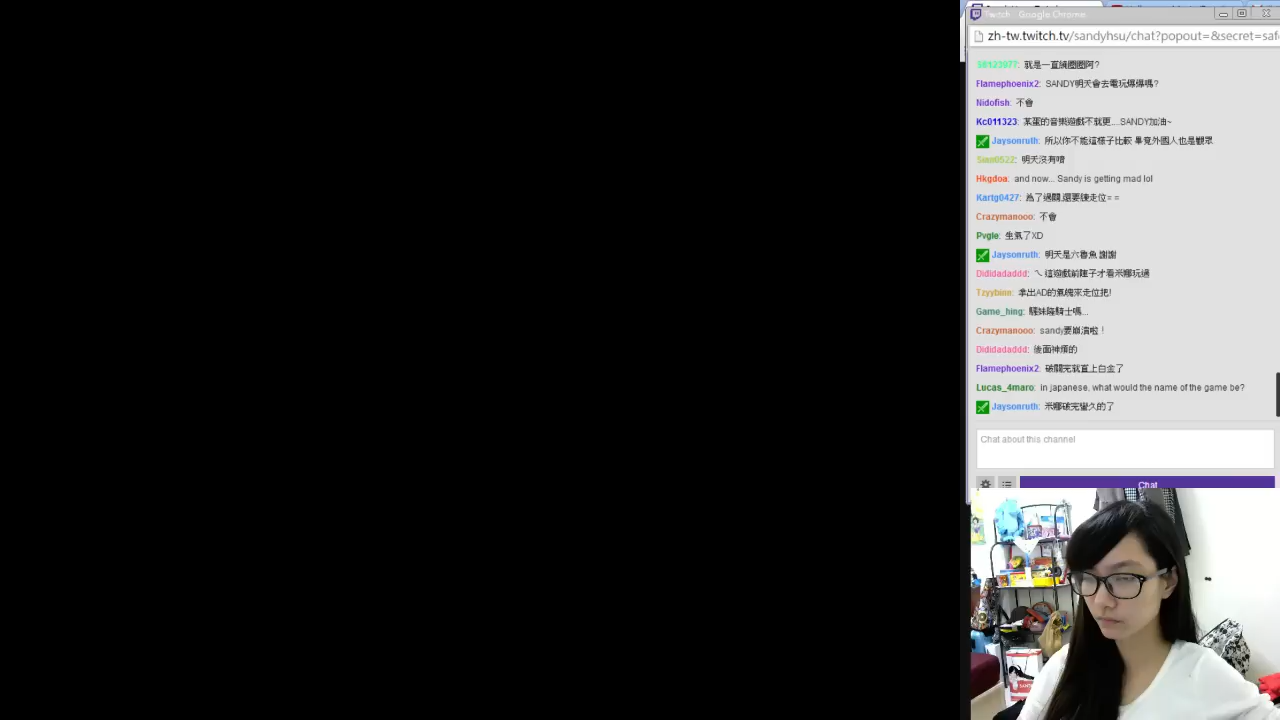 Twitch - Google Chrome
zh-tw.twitch.tv/sandyhsu/chat?popout=&secret=saf
56123977: 我是一直繞圈圈阿?
Flamephoenix2: SANDY明天會去電玩爆爆嗎?
Nidofish: 不會
Kc011323: 某蛋的音樂遊戲不就更....SANDY加油~
Jaysonruth: 所以你不能這樣子比較 畢竟外國人也是觀眾
Sian0522: 明天沒有唷
Hkgdoa: and now... Sandy is getting mad lol
Kartg0427: 為了過關,還要練走位= =
Crazymanooo: 不會
Pvgle: 生氣了XD
Jaysonruth: 明天是六魯魚 謝謝
Dididadaddd: ㄟ這遊戲前陣子才看米娜玩過
Tzyybinn: 拿出AD的氣魄來走位把!
Game_hing: 騷妹隆騎士嗎...
Crazymanooo: sandy要崩潰啦！
Dididadaddd: 後面神煩的
Flamephoenix2: 破關完就直上白金了
Lucas_4maro: in japanese, what would the name of the game be?
Jaysonruth: 米娜破完蠻久的了
Chat about this channel
Chat